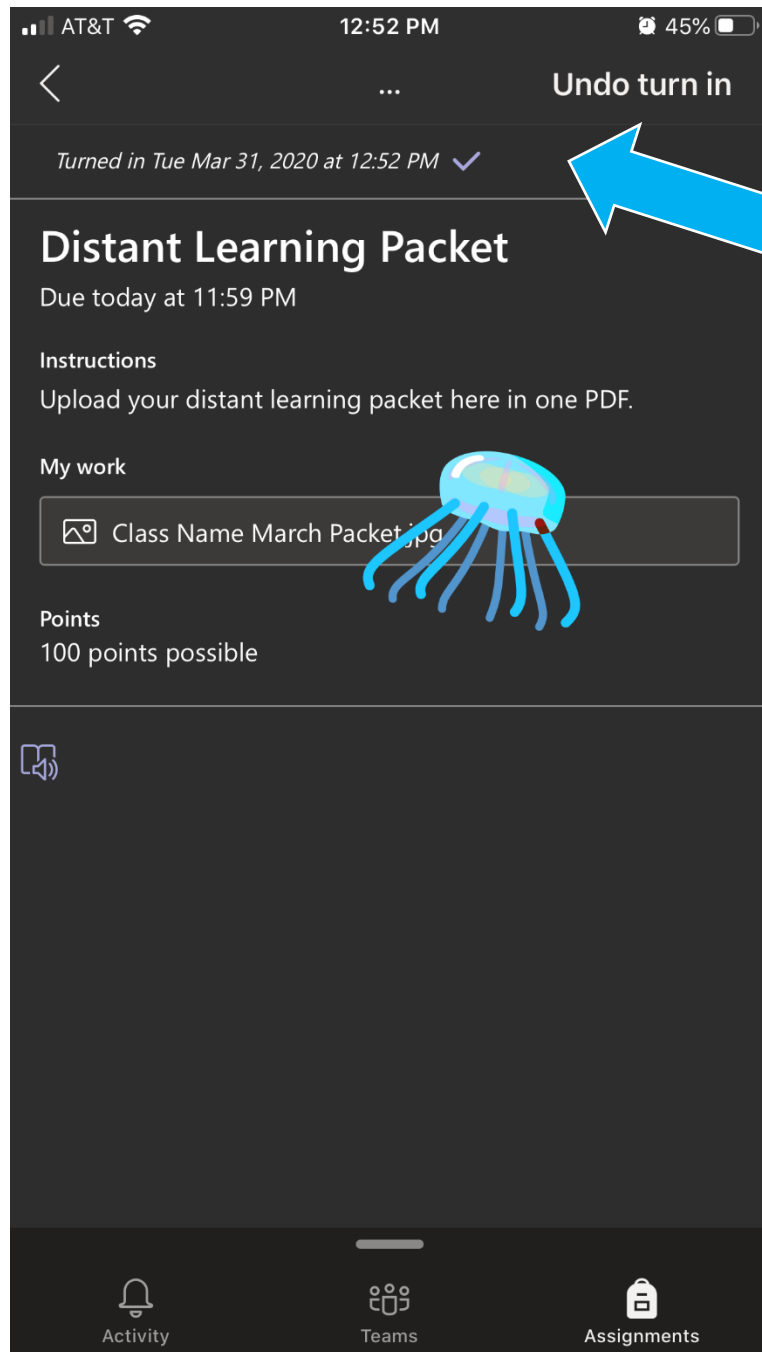 AT&T 12:52 PM 45%
... Undo turn in
Turned in Tue Mar 31, 2020 at 12:52 PM
Distant Learning Packet
Due today at 11:59 PM
Instructions
Upload your distant learning packet here in one PDF.
My work
Class Name March Packet.jpg
Points
100 points possible
Activity Teams Assignments